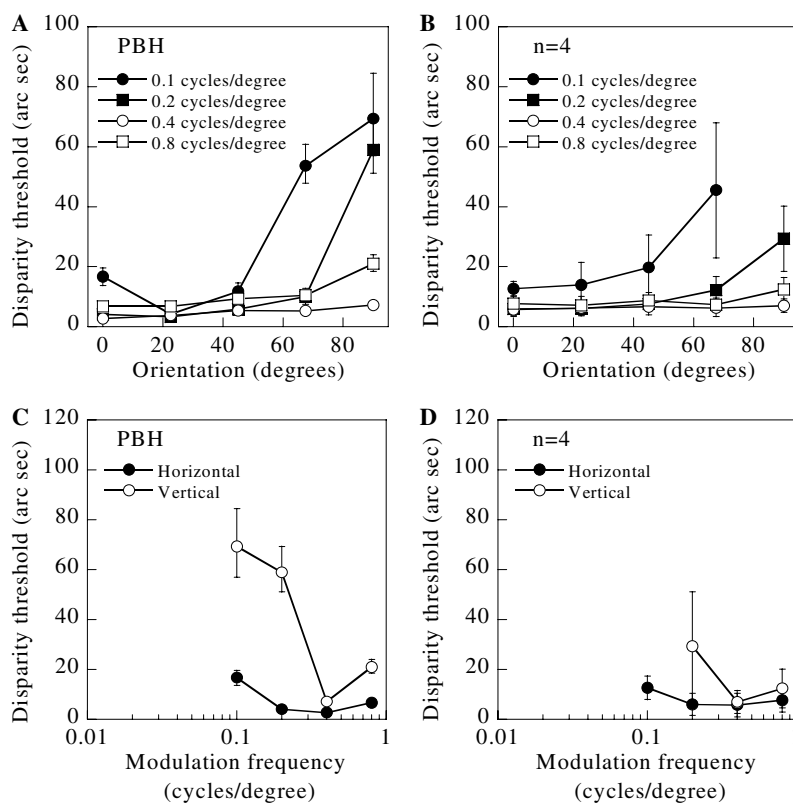 A
PBH
0.1 cycles/degree
0.2 cycles/degree
0.4 cycles/degree
0.8 cycles/degree
100
80
60
40
20
0
0 20 40 60 80
Disparity threshold (arc sec)
Orientation (degrees)
B
n=4
0.1 cycles/degree
0.2 cycles/degree
0.4 cycles/degree
0.8 cycles/degree
100
80
60
40
20
0
0 20 40 60 80
Disparity threshold (arc sec)
Orientation (degrees)
C
PBH
Horizontal
Vertical
120
100
80
60
40
20
0
0.01 0.1 1
Disparity threshold (arc sec)
Modulation frequency
(cycles/degree)
D
n=4
Horizontal
Vertical
120
100
80
60
40
20
0
0.01 0.1
Disparity threshold (arc sec)
Modulation frequency
(cycles/degree)